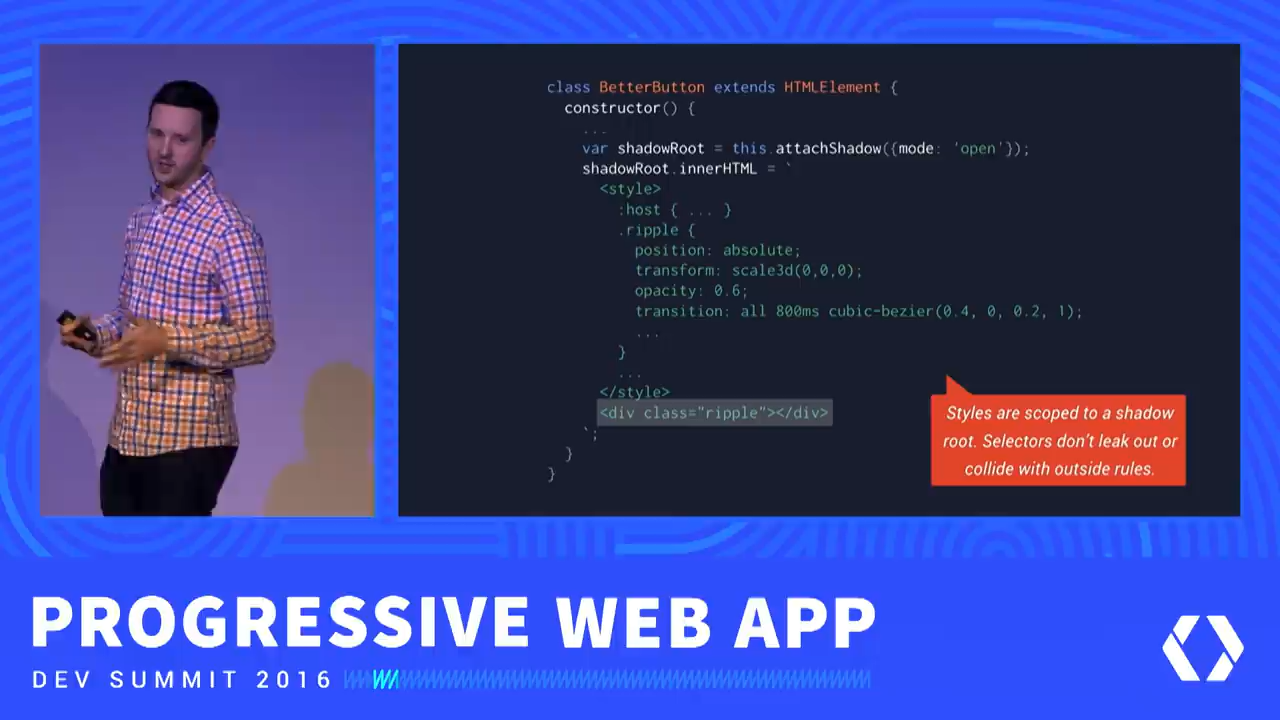 class BetterButton extends HTMLElement {
constructor() {
...
var shadowRoot = this.attachShadow({mode: 'open'});
shadowRoot.innerHTML = `
<style>
:host { ... }
.ripple {
position: absolute;
transform: scale3d(0,0,0);
opacity: 0.6;
transition: all 800ms cubic-bezier(0.4, 0, 0.2, 1);
...
}
...
</style>
<div class="ripple"></div>
`;
}
}
Styles are scoped to a shadow
root. Selectors don't leak out or
collide with outside rules.
PROGRESSIVE WEB APP
DEV SUMMIT 2016